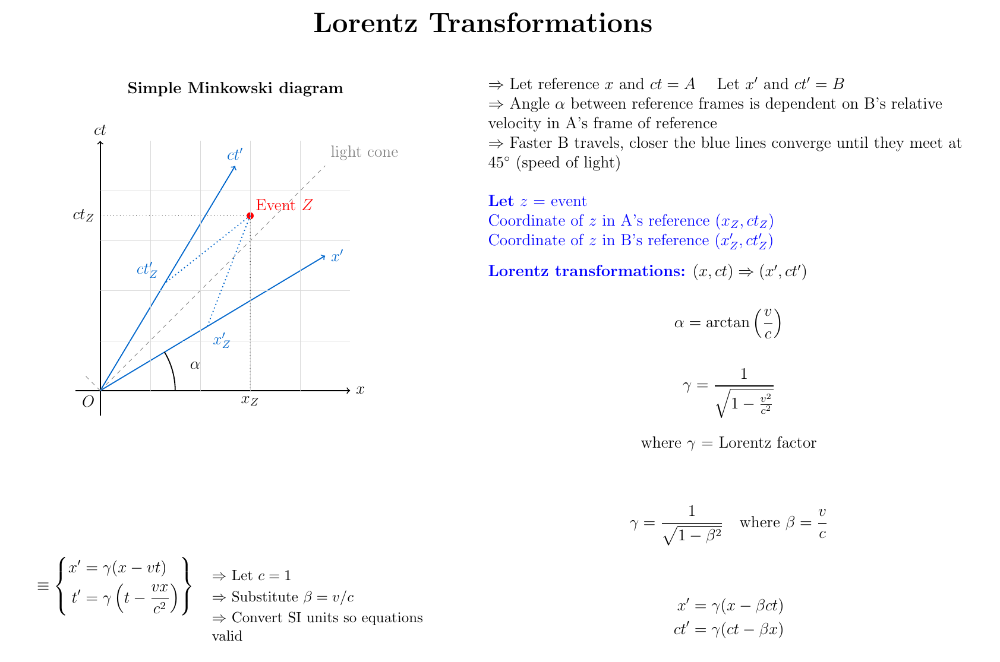 Lorentz Transformations
Simple Minkowski diagram
ct
ct′
light cone
Event Z
ct_Z
x′
ct′_Z
x′_Z
α
x
O
x_Z
⇒ Let reference x and ct = A Let x′ and ct′ = B
⇒ Angle α between reference frames is dependent on B's relative
velocity in A's frame of reference
⇒ Faster B travels, closer the blue lines converge until they meet at
45° (speed of light)
Let z = event
Coordinate of z in A's reference (x_Z, ct_Z)
Coordinate of z in B's reference (x′_Z, ct′_Z)
Lorentz transformations: (x, ct) ⇒ (x′, ct′)
α = arctan (v/c)
γ = 1/√(1 − v²/c²)
where γ = Lorentz factor
γ = 1/√(1 − β²) where β = v/c
≡ { x′ = γ(x − vt)
t′ = γ (t − vx/c²) }
⇒ Let c = 1
⇒ Substitute β = v/c
⇒ Convert SI units so equations
valid
x′ = γ(x − βct)
ct′ = γ(ct − βx)